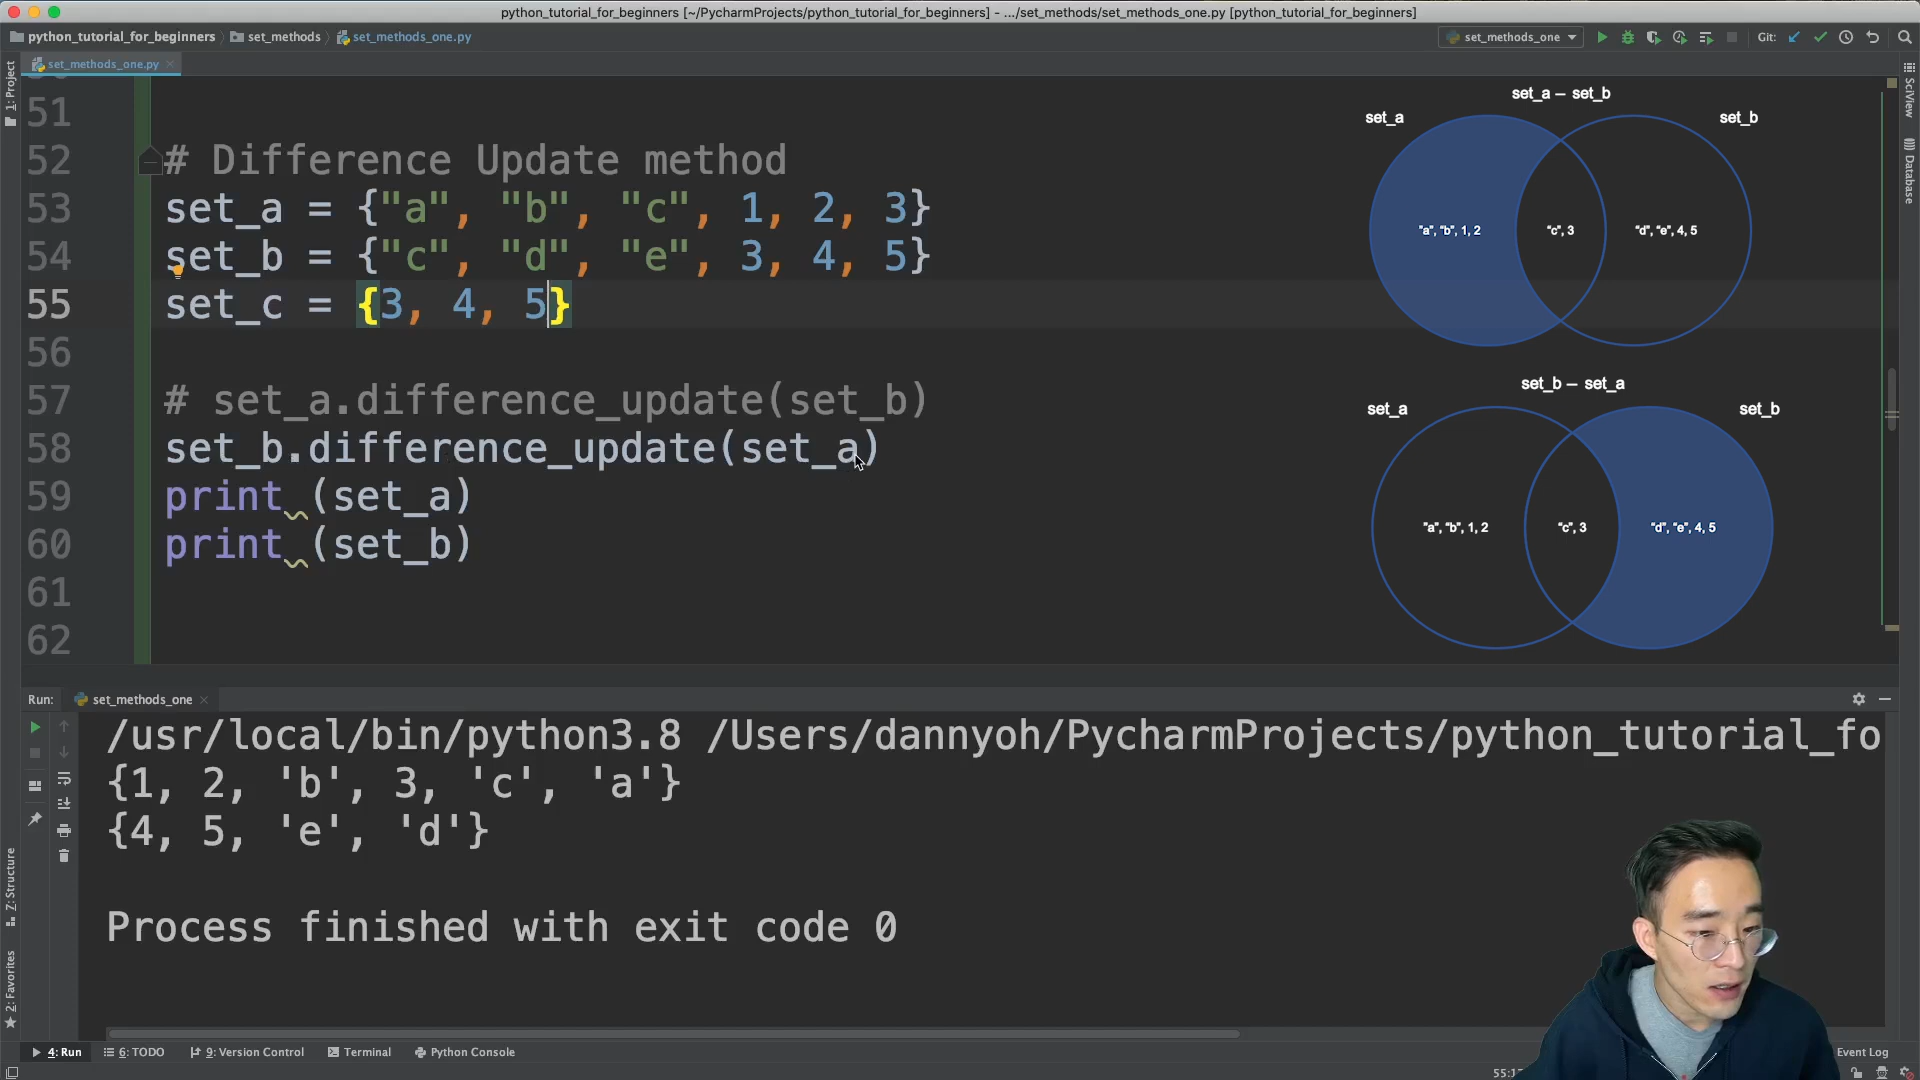 python_tutorial_for_beginners [~/PycharmProjects/python_tutorial_for_beginners] - .../set_methods/set_methods_one.py [python_tutorial_for_beginners]
python_tutorial_for_beginners set_methods set_methods_one.py
set_methods_one Git:
1: Project
set_methods_one.py
SciView
Database
51
52 # Difference Update method
53 set_a = {"a", "b", "c", 1, 2, 3}
54 set_b = {"c", "d", "e", 3, 4, 5}
55 set_c = {3, 4, 5}
56
57 # set_a.difference_update(set_b)
58 set_b.difference_update(set_a)
59 print (set_a)
60 print (set_b)
61
62
set_a – set_b
set_a set_b
"a", "b", 1, 2 "c", 3 "d", "e", 4, 5
set_b – set_a
set_a set_b
"a", "b", 1, 2 "c", 3 "d", "e", 4, 5
Run: set_methods_one
/usr/local/bin/python3.8 /Users/dannyoh/PycharmProjects/python_tutorial_fo
{1, 2, 'b', 3, 'c', 'a'}
{4, 5, 'e', 'd'}
Process finished with exit code 0
Z: Structure
2: Favorites
4: Run 6: TODO 9: Version Control Terminal Python Console Event Log